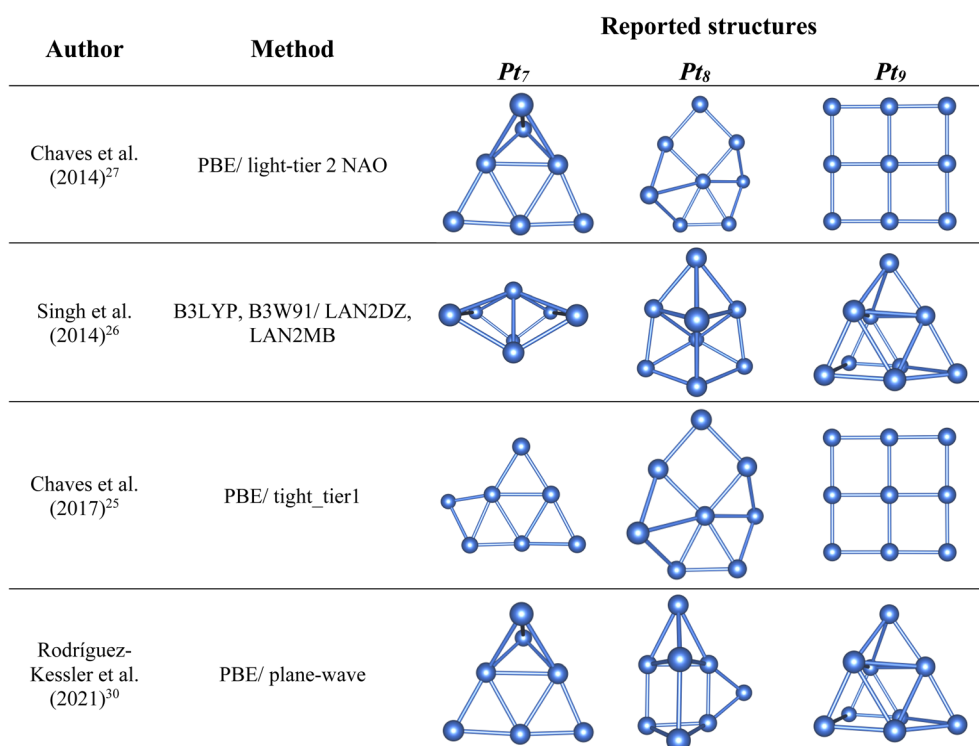 Reported structures
Author Method
Pt₇ Pt₈ Pt₉
Chaves et al.
(2014)²⁷
PBE/ light-tier 2 NAO
Singh et al.
(2014)²⁶
B3LYP, B3W91/ LAN2DZ,
LAN2MB
Chaves et al.
(2017)²⁵
PBE/ tight_tier1
Rodríguez-
Kessler et al.
(2021)³⁰
PBE/ plane-wave